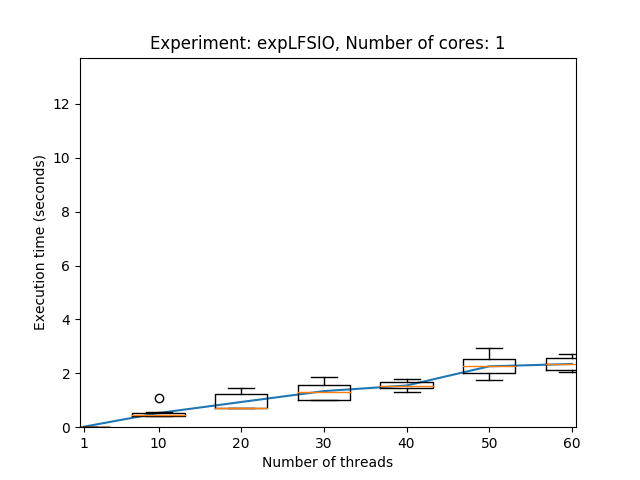 Experiment: expLFSIO, Number of cores: 1
Execution time (seconds)
12
10
8
6
4
2
0
1 10 20 30 40 50 60
Number of threads